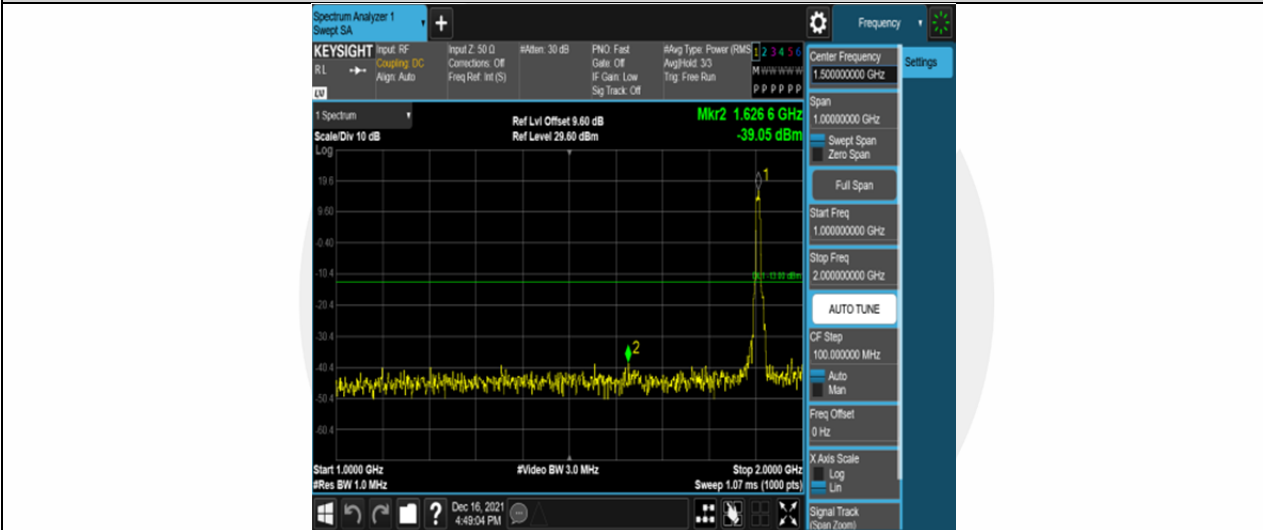 Spectrum Analyzer 1
Swept SA
+
Frequency
KEYSIGHT
RL
LV
Input: RF
Coupling: DC
Align: Auto
Input Z: 50 Ω
Corrections: Off
Freq Ref: Int (S)
#Atten: 30 dB
PNO: Fast
Gate: Off
IF Gain: Low
Sig Track: Off
#Avg Type: Power (RMS
Avg|Hold: 3/3
Trig: Free Run
1 2 3 4 5 6
M W W W W W
P P P P P P
Center Frequency
1.500000000 GHz
Settings
Span
1.00000000 GHz
Swept Span
Zero Span
Full Span
Start Freq
1.000000000 GHz
Stop Freq
2.000000000 GHz
AUTO TUNE
CF Step
100.000000 MHz
Auto
Man
Freq Offset
0 Hz
X Axis Scale
Log
Lin
Signal Track
(Span Zoom)
1 Spectrum
Scale/Div 10 dB
Log
Ref Lvl Offset 9.60 dB
Ref Level 29.60 dBm
Mkr2 1.626 6 GHz
-39.05 dBm
19.6
9.60
-0.40
-10.4
-20.4
-30.4
-40.4
-50.4
-60.4
1
DL1 -13.00 dBm
2
Start 1.0000 GHz
#Res BW 1.0 MHz
#Video BW 3.0 MHz
Stop 2.0000 GHz
Sweep 1.07 ms (1000 pts)
?
Dec 16, 2021
4:49:04 PM